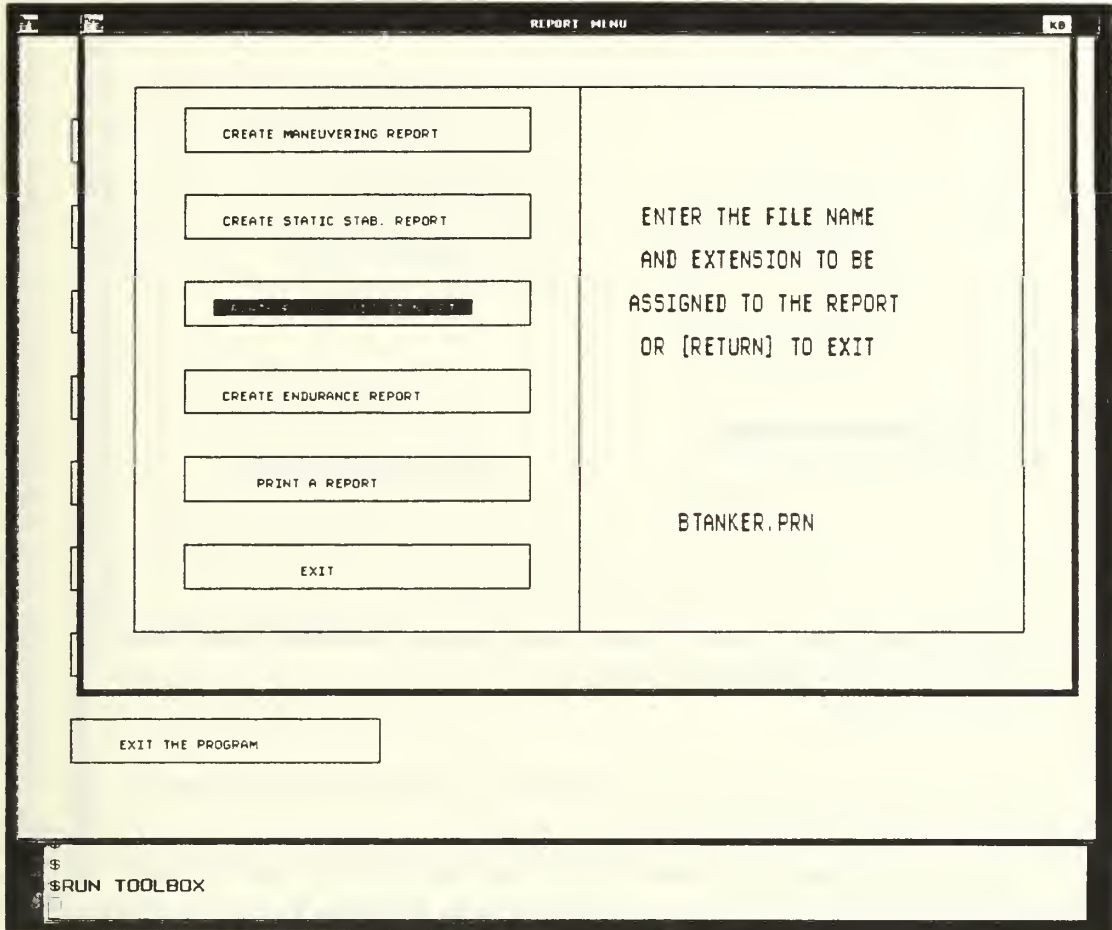 REPORT MENU
KB
CREATE MANEUVERING REPORT
CREATE STATIC STAB. REPORT
CREATE ENDURANCE REPORT
PRINT A REPORT
EXIT
ENTER THE FILE NAME
AND EXTENSION TO BE
ASSIGNED TO THE REPORT
OR [RETURN] TO EXIT
BTANKER.PRN
EXIT THE PROGRAM
$
$
$RUN TOOLBOX